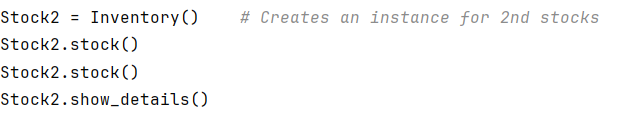 Stock2 = Inventory()    # Creates an instance for 2nd stocks
Stock2.stock()
Stock2.stock()
Stock2.show_details()